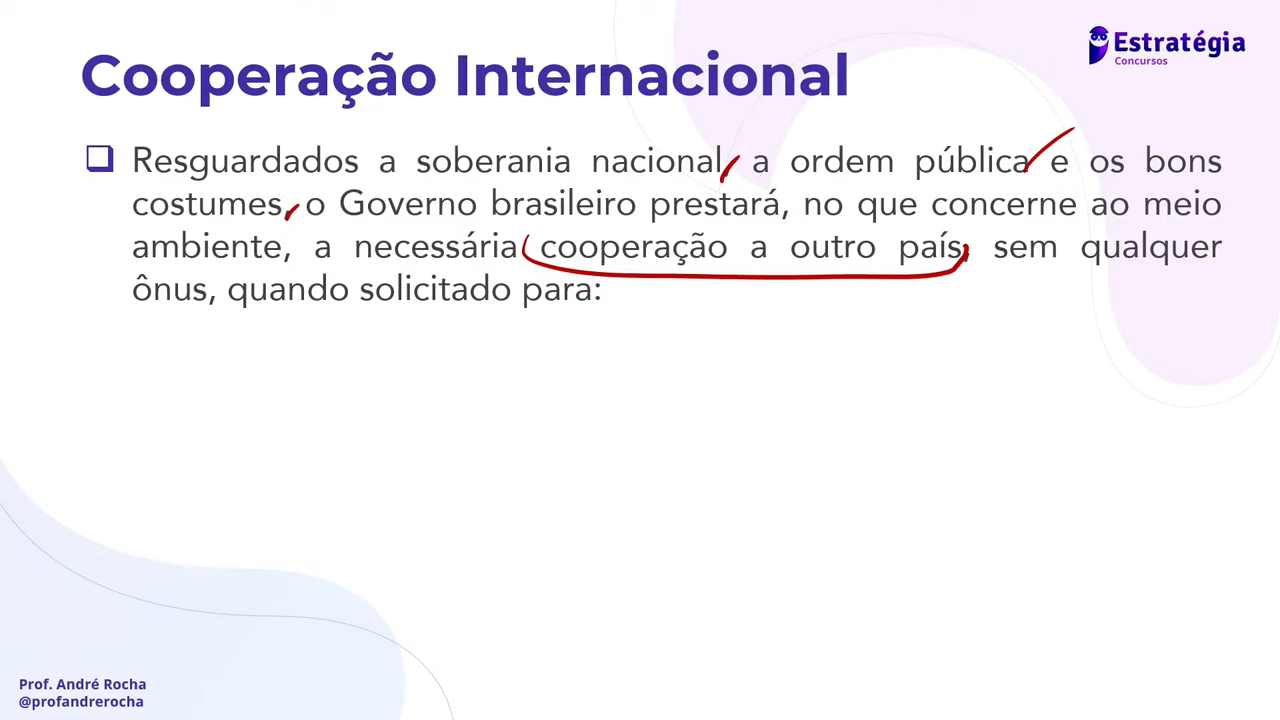 Estratégia
Concursos
Cooperação Internacional
Resguardados a soberania nacional, a ordem pública e os bons
costumes, o Governo brasileiro prestará, no que concerne ao meio
ambiente, a necessária cooperação a outro país, sem qualquer
ônus, quando solicitado para:
Prof. André Rocha
@profandrerocha